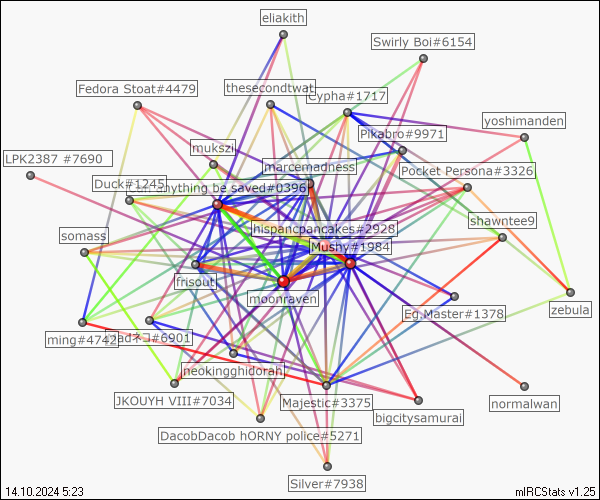 eliakith
Swirly Boi#6154
Fedora Stoat#4479
thesecondtwat
Cypha#1717
yoshimanden
Pikabro#9971
mukszi
LPK2387 #7690
marcemadness
Pocket Persona#3326
Duck#1245
anything be saved#0396
shawntee9
hispancpancakes#2928
somass
Mushy#1984
frisout
moonraven
zebula
Eg.Master#1378
ming#4742
adネコ#6901
neekingghidorah
JKOUYH VIII#7034
Majestic#3375
normalwan
bigcitysamurai
DacobDacob hORNY police#5271
Silver#7938
14.10.2024 5:23
mIRCStats v1.25